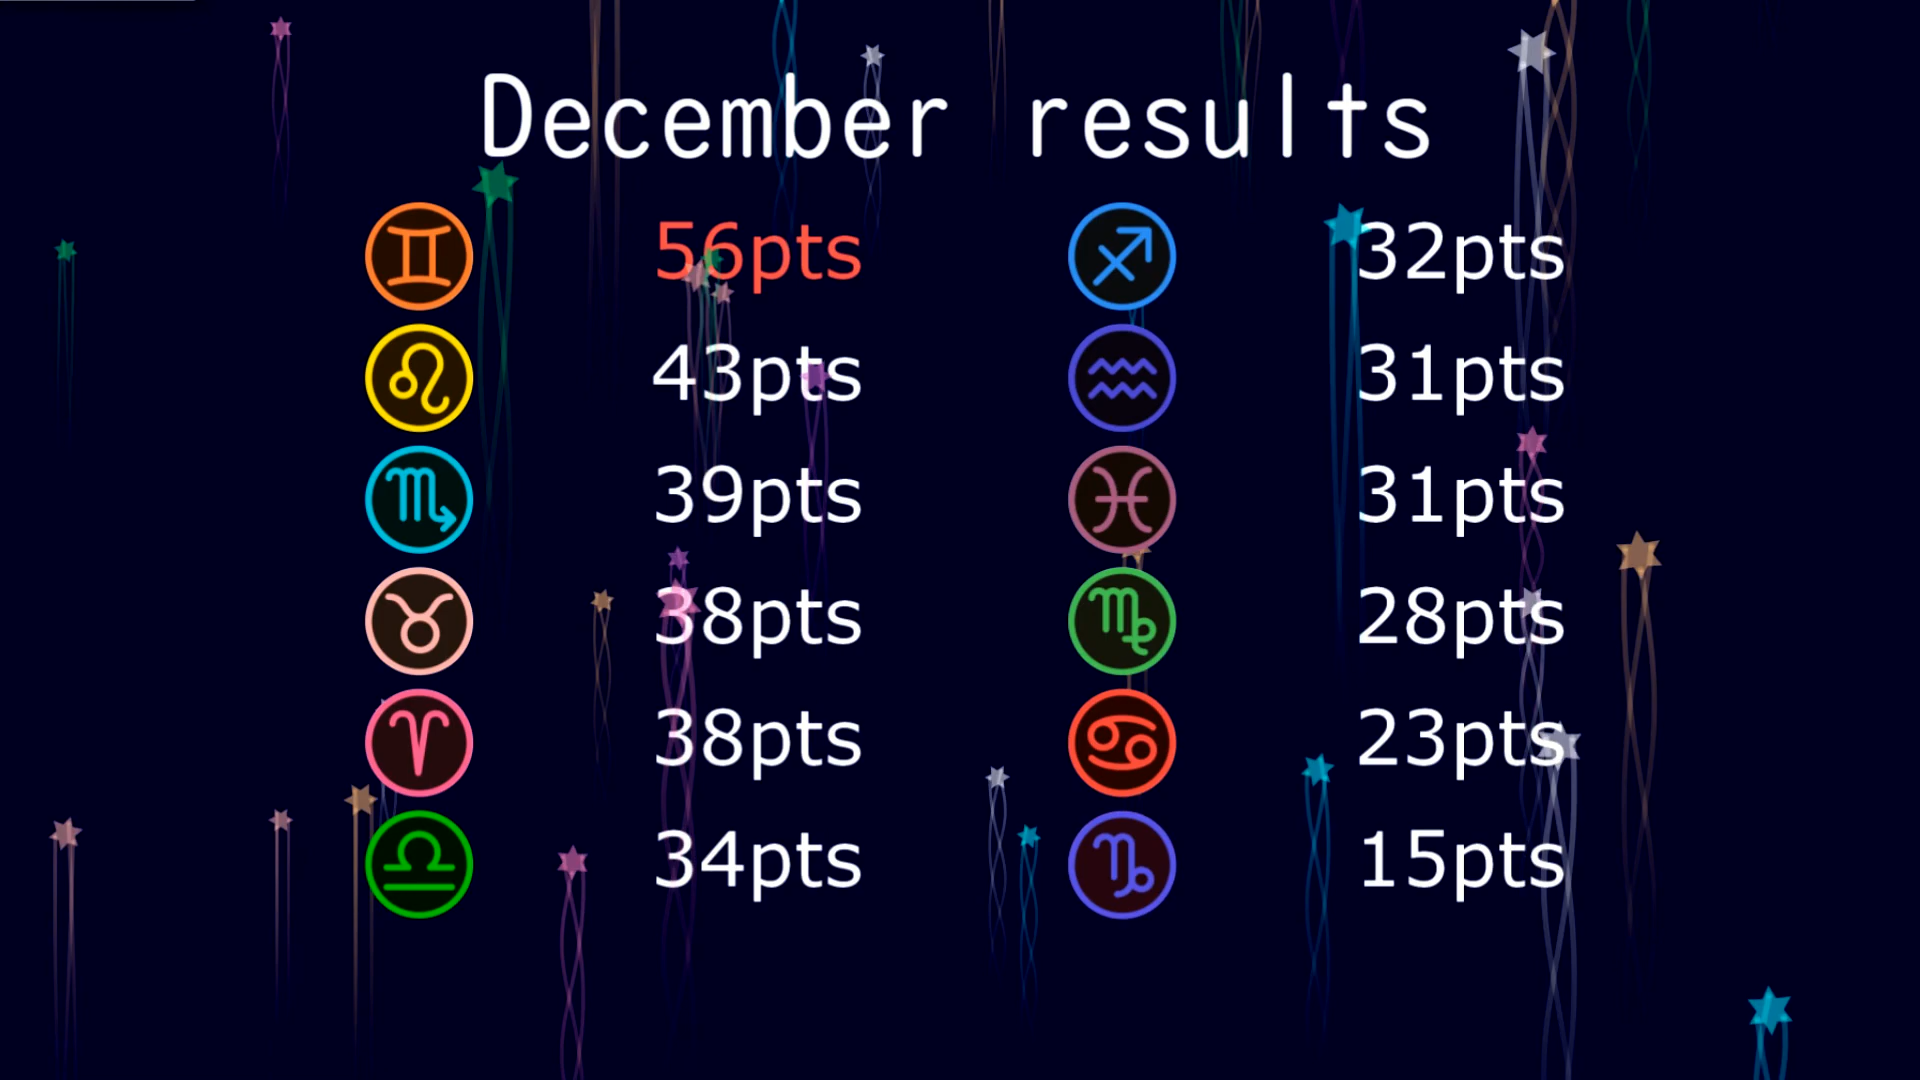 December results
♊ 56pts ♐ 32pts
♌ 43pts ♒ 31pts
♏ 39pts ♓ 31pts
♉ 38pts ♍ 28pts
♈ 38pts ♋ 23pts
♎ 34pts ♑ 15pts